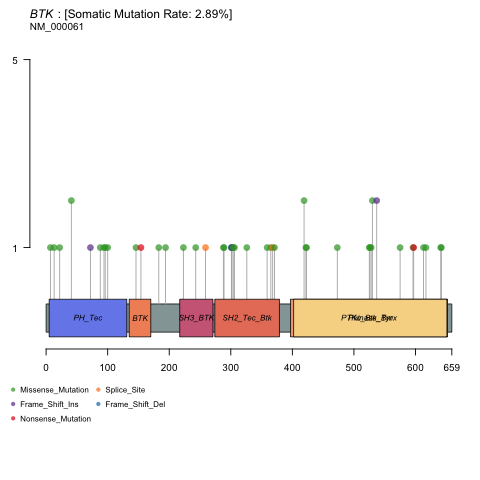 BTK : [Somatic Mutation Rate: 2.89%]
NM_000061
5
1
PH_Tec
BTK
SH3_BTK
SH2_Tec_Btk
0
100
200
300
400
500
600
659
Missense_Mutation
Splice_Site
Frame_Shift_Ins
Frame_Shift_Del
Nonsense_Mutation